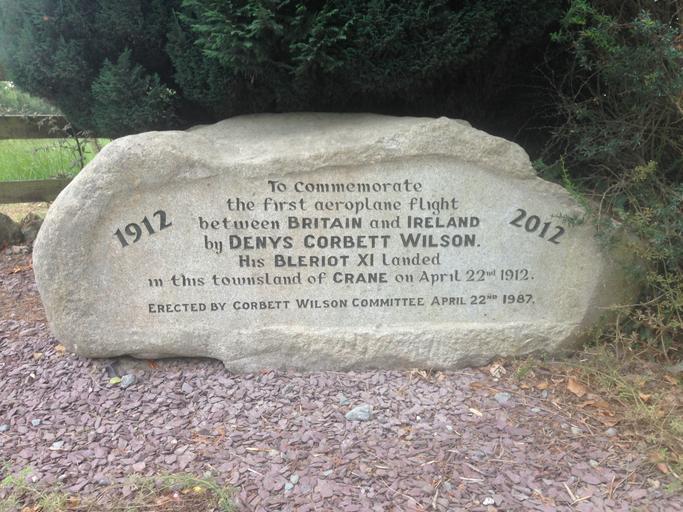 To Commemorate
the first aeroplane flight
1912 between BRITAIN and IRELAND 2012
by DENYS CORBETT WILSON.
His BLERIOT XI Landed
in this townsland of CRANE on April 22nd 1912.
ERECTED BY CORBETT WILSON COMMITTEE APRIL 22ND 1987.